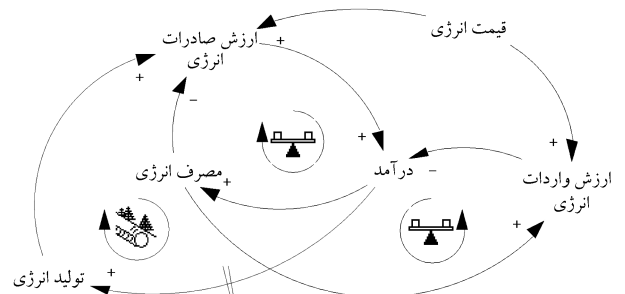 قیمت انرژی
ارزش صادرات
انرژی
+
+
+
+
−
درآمد
−
مصرف انرژی
+
ارزش واردات
انرژی
+
تولید انرژی
+